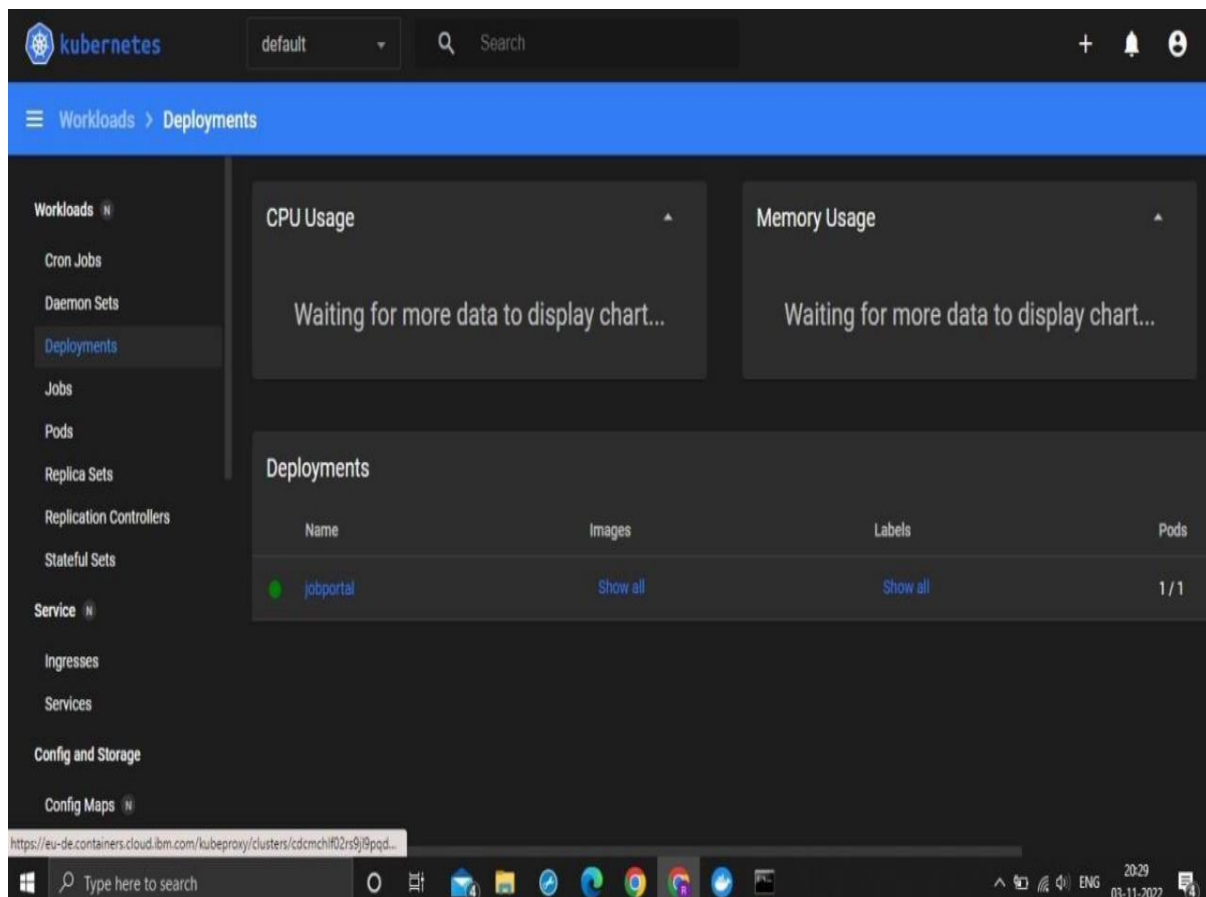 kubernetes
default
Search
Workloads > Deployments
Workloads N
Cron Jobs
Daemon Sets
Deployments
Jobs
Pods
Replica Sets
Replication Controllers
Stateful Sets
Service N
Ingresses
Services
Config and Storage
Config Maps N
CPU Usage
Waiting for more data to display chart...
Memory Usage
Waiting for more data to display chart...
Deployments
Name Images Labels Pods
jobportal Show all Show all 1 / 1
Type here to search
4
ENG
20:29
03-11-2022
4